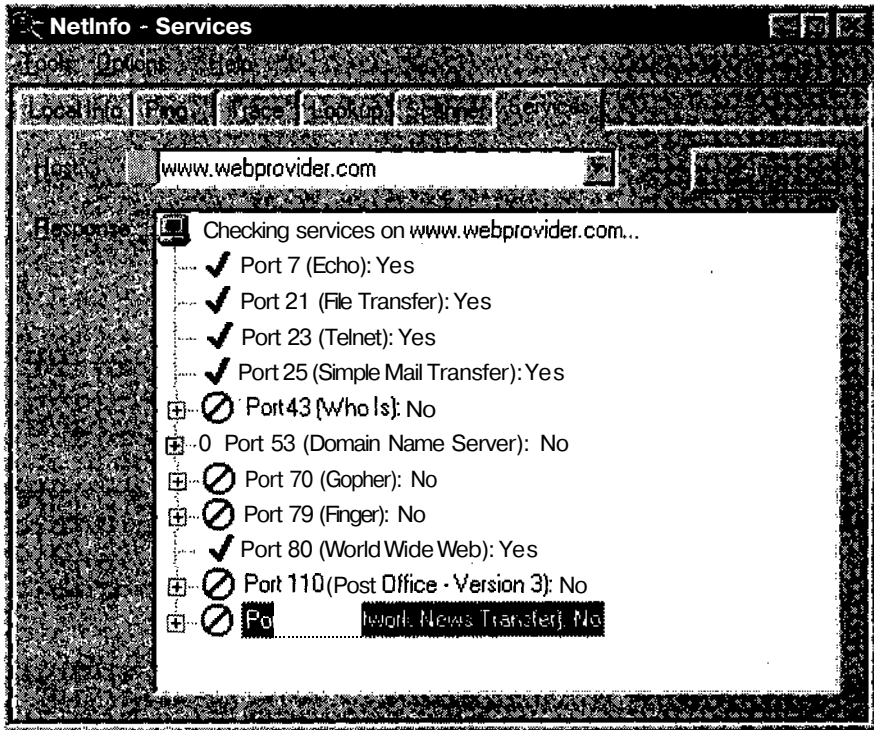 NetInfo - Services
Tools Options Help
Local Info Ping Trace Lookup Scanner Services
Host: www.webprovider.com
Response: Checking services on www.webprovider.com...
Port 7 (Echo): Yes
Port 21 (File Transfer): Yes
Port 23 (Telnet): Yes
Port 25 (Simple Mail Transfer): Yes
Port 43 (Who Is): No
0 Port 53 (Domain Name Server): No
Port 70 (Gopher): No
Port 79 (Finger): No
Port 80 (World Wide Web): Yes
Port 110 (Post Office - Version 3): No
Po twork News Transfer): No